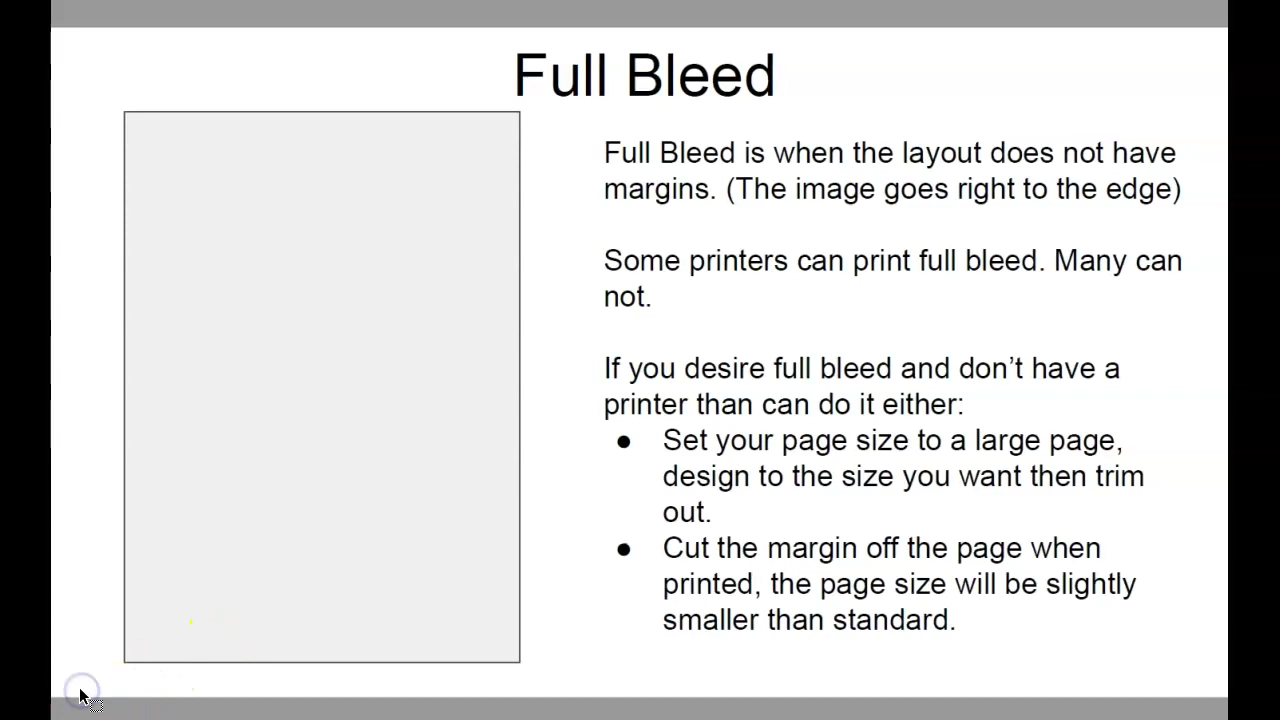 Full Bleed
Full Bleed is when the layout does not have
margins. (The image goes right to the edge)
Some printers can print full bleed. Many can
not.
If you desire full bleed and don’t have a
printer than can do it either:
● Set your page size to a large page,
design to the size you want then trim
out.
● Cut the margin off the page when
printed, the page size will be slightly
smaller than standard.